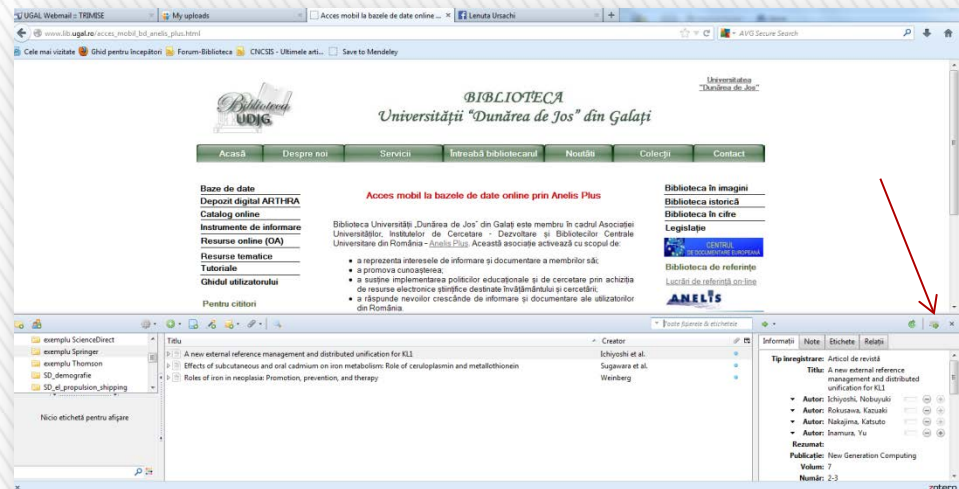 UGAL Webmail :: TRIMISE
My uploads
Acces mobil la bazele de date online ...
Lenuta Ursachi
www.lib.ugal.ro/acces_mobil_bd_anelis_plus.html
AVG Secure Search
Cele mai vizitate
Ghid pentru începători
Forum-Biblioteca
CNCSIS - Ultimele arti...
Save to Mendeley
Biblioteca
UDJG
BIBLIOTECA
Universităţii "Dunărea de Jos" din Galaţi
Universitatea
"Dunărea de Jos"
Acasă
Despre noi
Servicii
Întreabă bibliotecarul
Noutăţi
Colecţii
Contact
Baze de date
Depozit digital ARTHRA
Catalog online
Instrumente de informare
Resurse online (OA)
Resurse tematice
Tutoriale
Ghidul utilizatorului
Pentru cititori
Acces mobil la bazele de date online prin Anelis Plus
Biblioteca Universităţii „Dunărea de Jos" din Galaţi este membru în cadrul Asociaţiei
Universităţilor, Institutelor de Cercetare - Dezvoltare şi Bibliotecilor Centrale
Universitare din România - Anelis Plus. Această asociaţie activează cu scopul de:
• a reprezenta interesele de informare şi documentare a membrilor săi;
• a promova cunoaşterea;
• a susţine implementarea politicilor educaţionale şi de cercetare prin achiziţia
de resurse electronice ştiinţifice destinate învăţământului şi cercetării;
• a răspunde nevoilor crescânde de informare şi documentare ale utilizatorilor
din România.
Biblioteca în imagini
Biblioteca istorică
Biblioteca în cifre
Legislaţie
CENTRUL
DE DOCUMENTARE EUROPEANĂ
Biblioteca de referinţe
Lucrări de referinţă on-line
ANELIS
exemplu ScienceDirect
exemplu Springer
exemplu Thomson
SD_demografie
SD_el_propulsion_shipping
Nicio etichetă pentru afişare
Toate câmpurile & etichetele
Titlu
Creator
A new external reference management and distributed unification for KL1
Ichiyoshi et al.
Effects of subcutaneous and oral cadmium on iron metabolism: Role of ceruloplasmin and metallothionein
Sugawara et al.
Roles of iron in neoplasia: Promotion, prevention, and therapy
Weinberg
Informaţii
Note
Etichete
Relaţii
Tip înregistrare: Articol de revistă
Titlu: A new external reference
management and distributed
unification for KL1
Autor: Ichiyoshi, Nobuyuki
Autor: Rokusawa, Kazuaki
Autor: Nakajima, Katsuto
Autor: Inamura, Yu
Rezumat:
Publicaţie: New Generation Computing
Volum: 7
Număr: 2-3
zotero